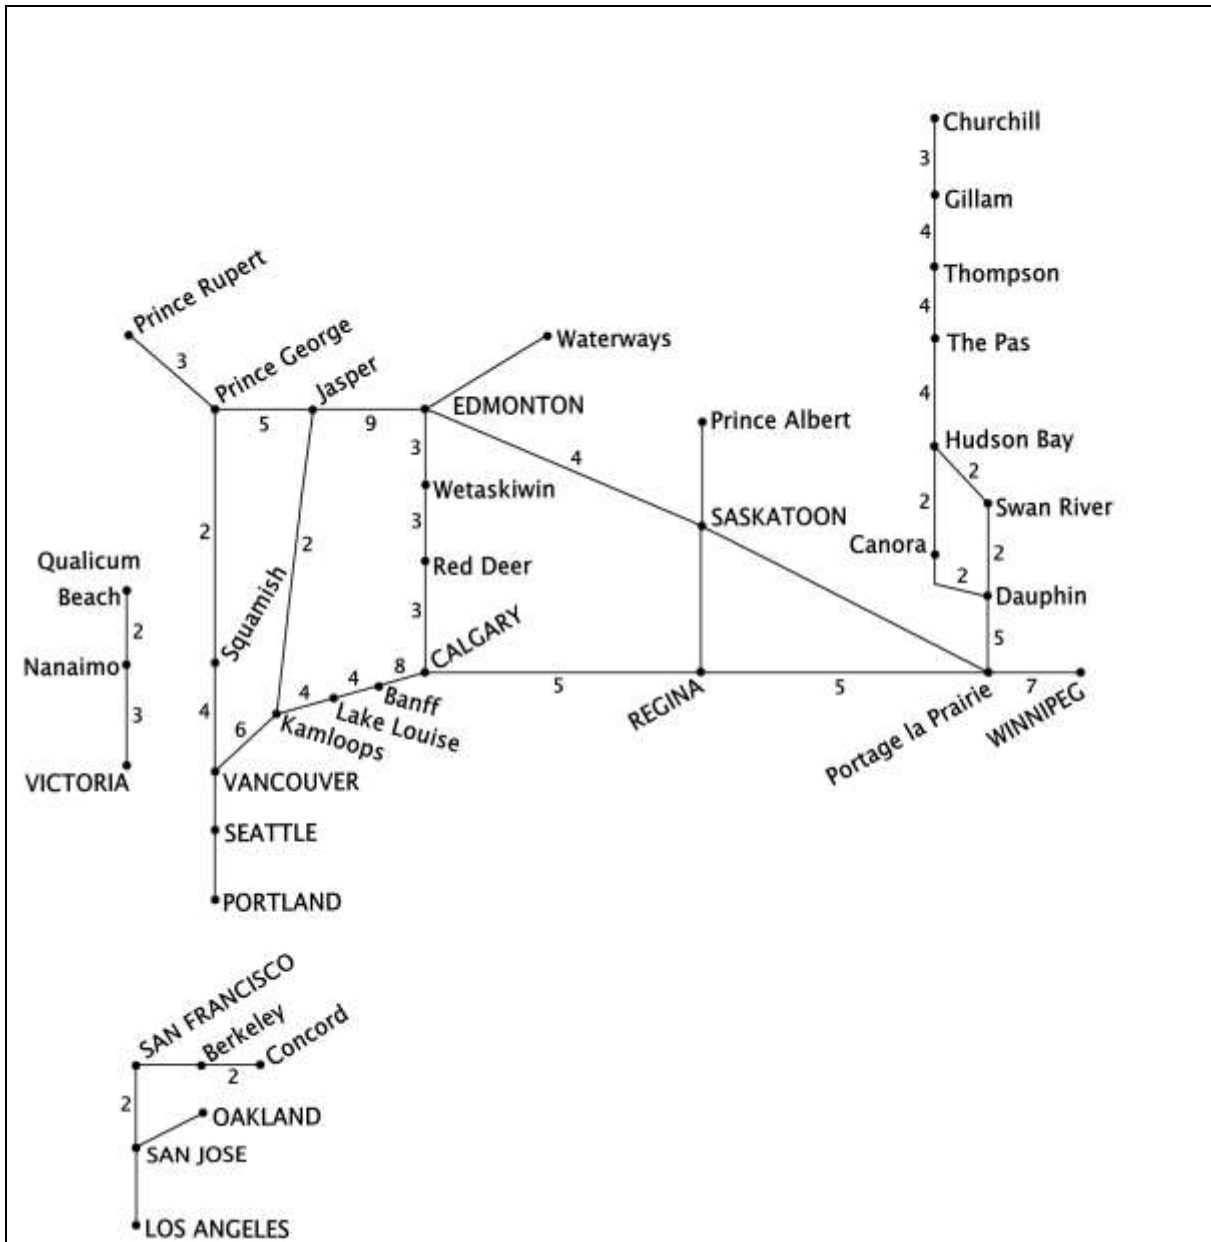 Churchill
3
Gillam
4
Thompson
4
The Pas
4
Hudson Bay
2
Swan River
2
2
Canora
2
Dauphin
5
Prince Rupert
3
Prince George
Jasper
5
9
EDMONTON
Waterways
3
Wetaskiwin
3
Red Deer
3
CALGARY
4
Prince Albert
SASKATOON
2
2
Squamish
4
6
Kamloops
4
Lake Louise
4
Banff
8
5
REGINA
5
Portage la Prairie
7
WINNIPEG
Qualicum
Beach
2
Nanaimo
3
VICTORIA
VANCOUVER
SEATTLE
PORTLAND
SAN FRANCISCO
Berkeley
Concord
2
2
OAKLAND
SAN JOSE
LOS ANGELES